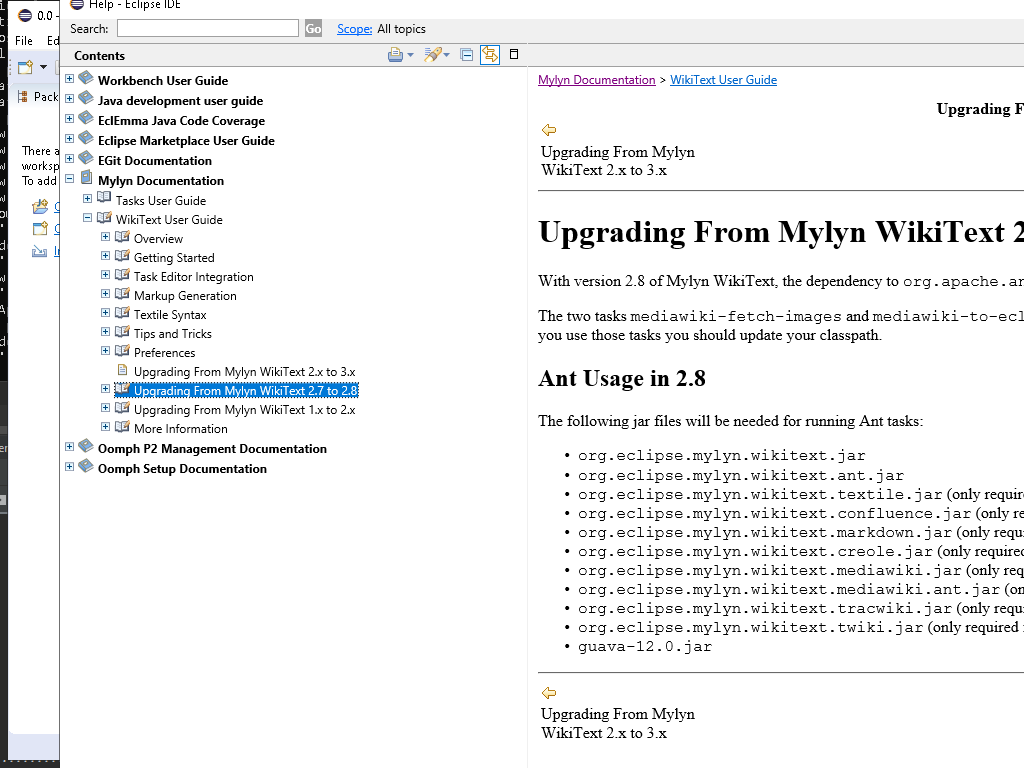 Help - Eclipse IDE
0.0 -
Search:
Go
Scope:
All topics
File
Contents
Pack
There a
worksp
To add
Workbench User Guide
Java development user guide
EclEmma Java Code Coverage
Eclipse Marketplace User Guide
EGit Documentation
Mylyn Documentation
Tasks User Guide
WikiText User Guide
Overview
Getting Started
Task Editor Integration
Markup Generation
Textile Syntax
Tips and Tricks
Preferences
Upgrading From Mylyn WikiText 2.x to 3.x
Upgrading From Mylyn WikiText 2.7 to 2.8
Upgrading From Mylyn WikiText 1.x to 2.x
More Information
Oomph P2 Management Documentation
Oomph Setup Documentation
Mylyn Documentation > WikiText User Guide
Upgrading F
Upgrading From Mylyn
WikiText 2.x to 3.x
Upgrading From Mylyn WikiText 2
With version 2.8 of Mylyn WikiText, the dependency to org.apache.an
The two tasks mediawiki-fetch-images and mediawiki-to-ecl
you use those tasks you should update your classpath.
Ant Usage in 2.8
The following jar files will be needed for running Ant tasks:
• org.eclipse.mylyn.wikitext.jar
• org.eclipse.mylyn.wikitext.ant.jar
• org.eclipse.mylyn.wikitext.textile.jar (only require
• org.eclipse.mylyn.wikitext.confluence.jar (only re
• org.eclipse.mylyn.wikitext.markdown.jar (only requ
• org.eclipse.mylyn.wikitext.creole.jar (only required
• org.eclipse.mylyn.wikitext.mediawiki.jar (only req
• org.eclipse.mylyn.wikitext.mediawiki.ant.jar (on
• org.eclipse.mylyn.wikitext.tracwiki.jar (only requ
• org.eclipse.mylyn.wikitext.twiki.jar (only required
• guava-12.0.jar
Upgrading From Mylyn
WikiText 2.x to 3.x